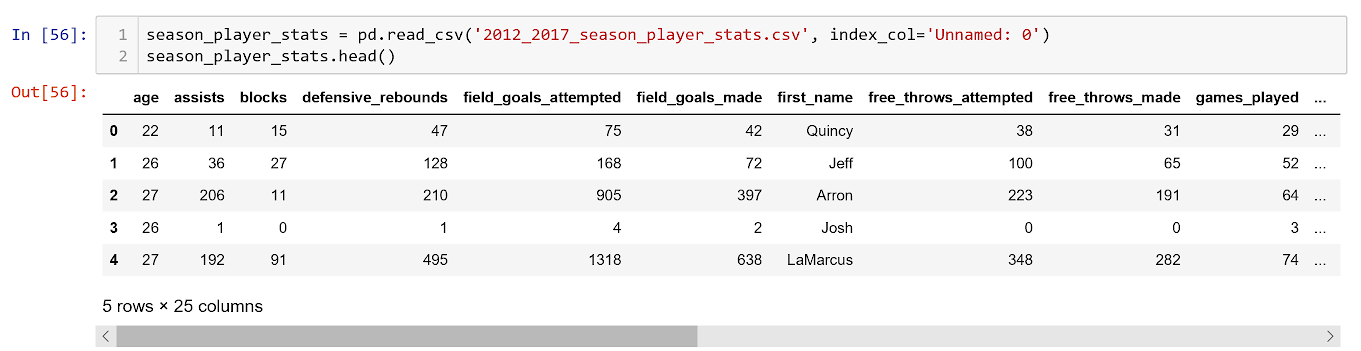 In [56]: 1 season_player_stats = pd.read_csv('2012_2017_season_player_stats.csv', index_col='Unnamed: 0')
2 season_player_stats.head()
Out[56]:
age assists blocks defensive_rebounds field_goals_attempted field_goals_made first_name free_throws_attempted free_throws_made games_played ...
0 22 11 15 47 75 42 Quincy 38 31 29 ...
1 26 36 27 128 168 72 Jeff 100 65 52 ...
2 27 206 11 210 905 397 Arron 223 191 64 ...
3 26 1 0 1 4 2 Josh 0 0 3 ...
4 27 192 91 495 1318 638 LaMarcus 348 282 74 ...
5 rows × 25 columns